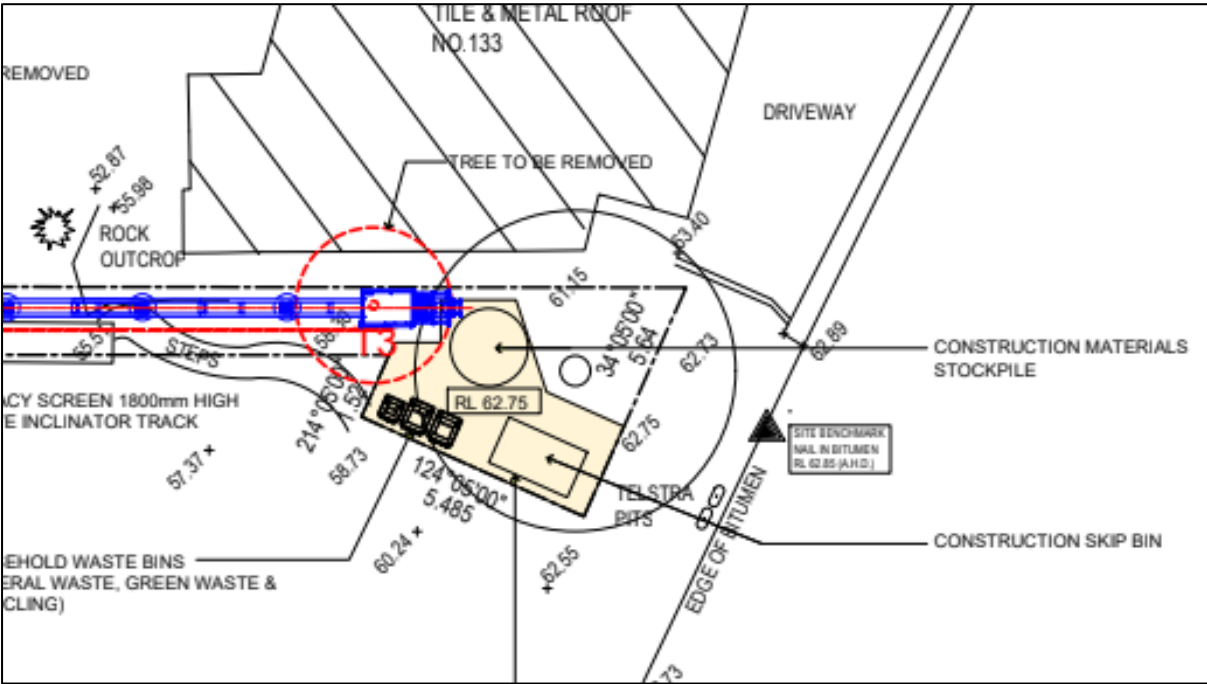 TILE & METAL ROOF
NO.133
REMOVED
DRIVEWAY
TREE TO BE REMOVED
52.87
55.98
ROCK
OUTCROP
63.40
61.15
34°05'00"
5.64
62.73
62.89
CONSTRUCTION MATERIALS
STOCKPILE
STEPS
T3
RL 62.75
ACY SCREEN 1800mm HIGH
E INCLINATOR TRACK
214°05'00"
62.75
SITE BENCHMARK
NAIL IN BITUMEN
RL 62.85 (A.H.D.)
57.37
58.73
124°05'00"
5.485
TELSTRA
PITS
EDGE OF BITUMEN
60.24
62.55
CONSTRUCTION SKIP BIN
EHOLD WASTE BINS
ERAL WASTE, GREEN WASTE &
CLING)